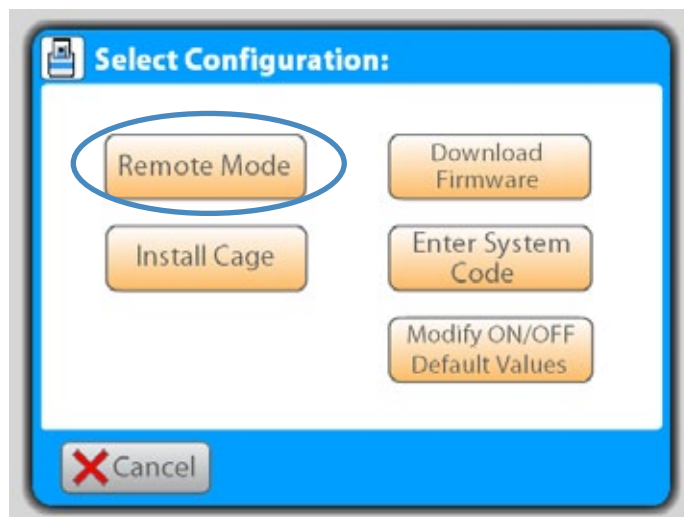 Select Configuration:
Remote Mode
Download
Firmware
Install Cage
Enter System
Code
Modify ON/OFF
Default Values
Cancel